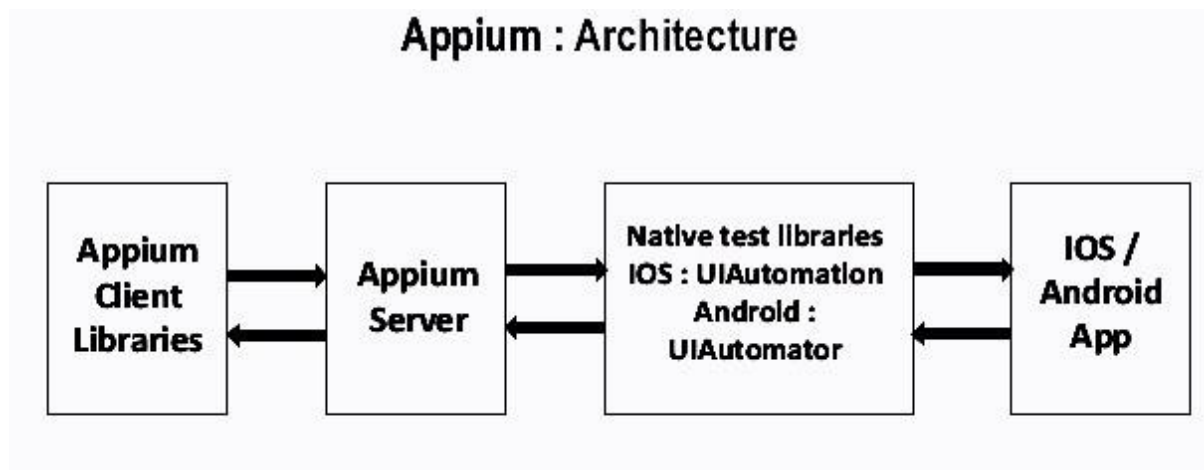 Appium : Architecture
Appium
Client
Libraries
Appium
Server
Native test libraries
IOS : UIAutomation
Android :
UIAutomator
IOS /
Android
App